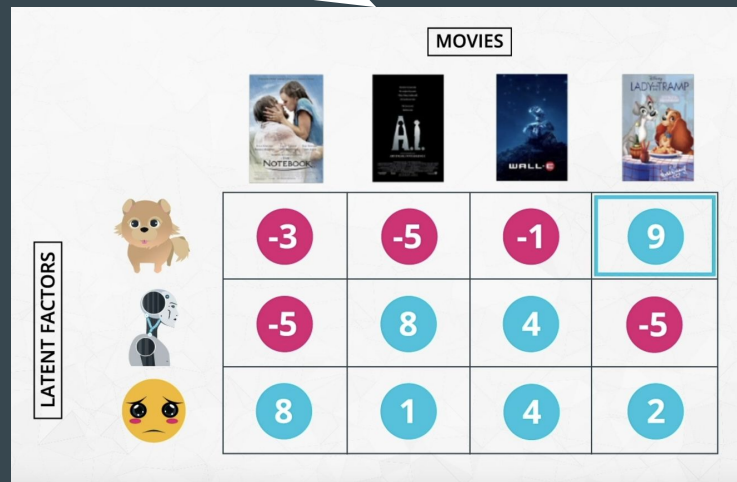 MOVIES
NOTEBOOK
A.I.
WALL·E
Disney
LADY AND THE TRAMP
LATENT FACTORS
-3 -5 -1 9
-5 8 4 -5
8 1 4 2